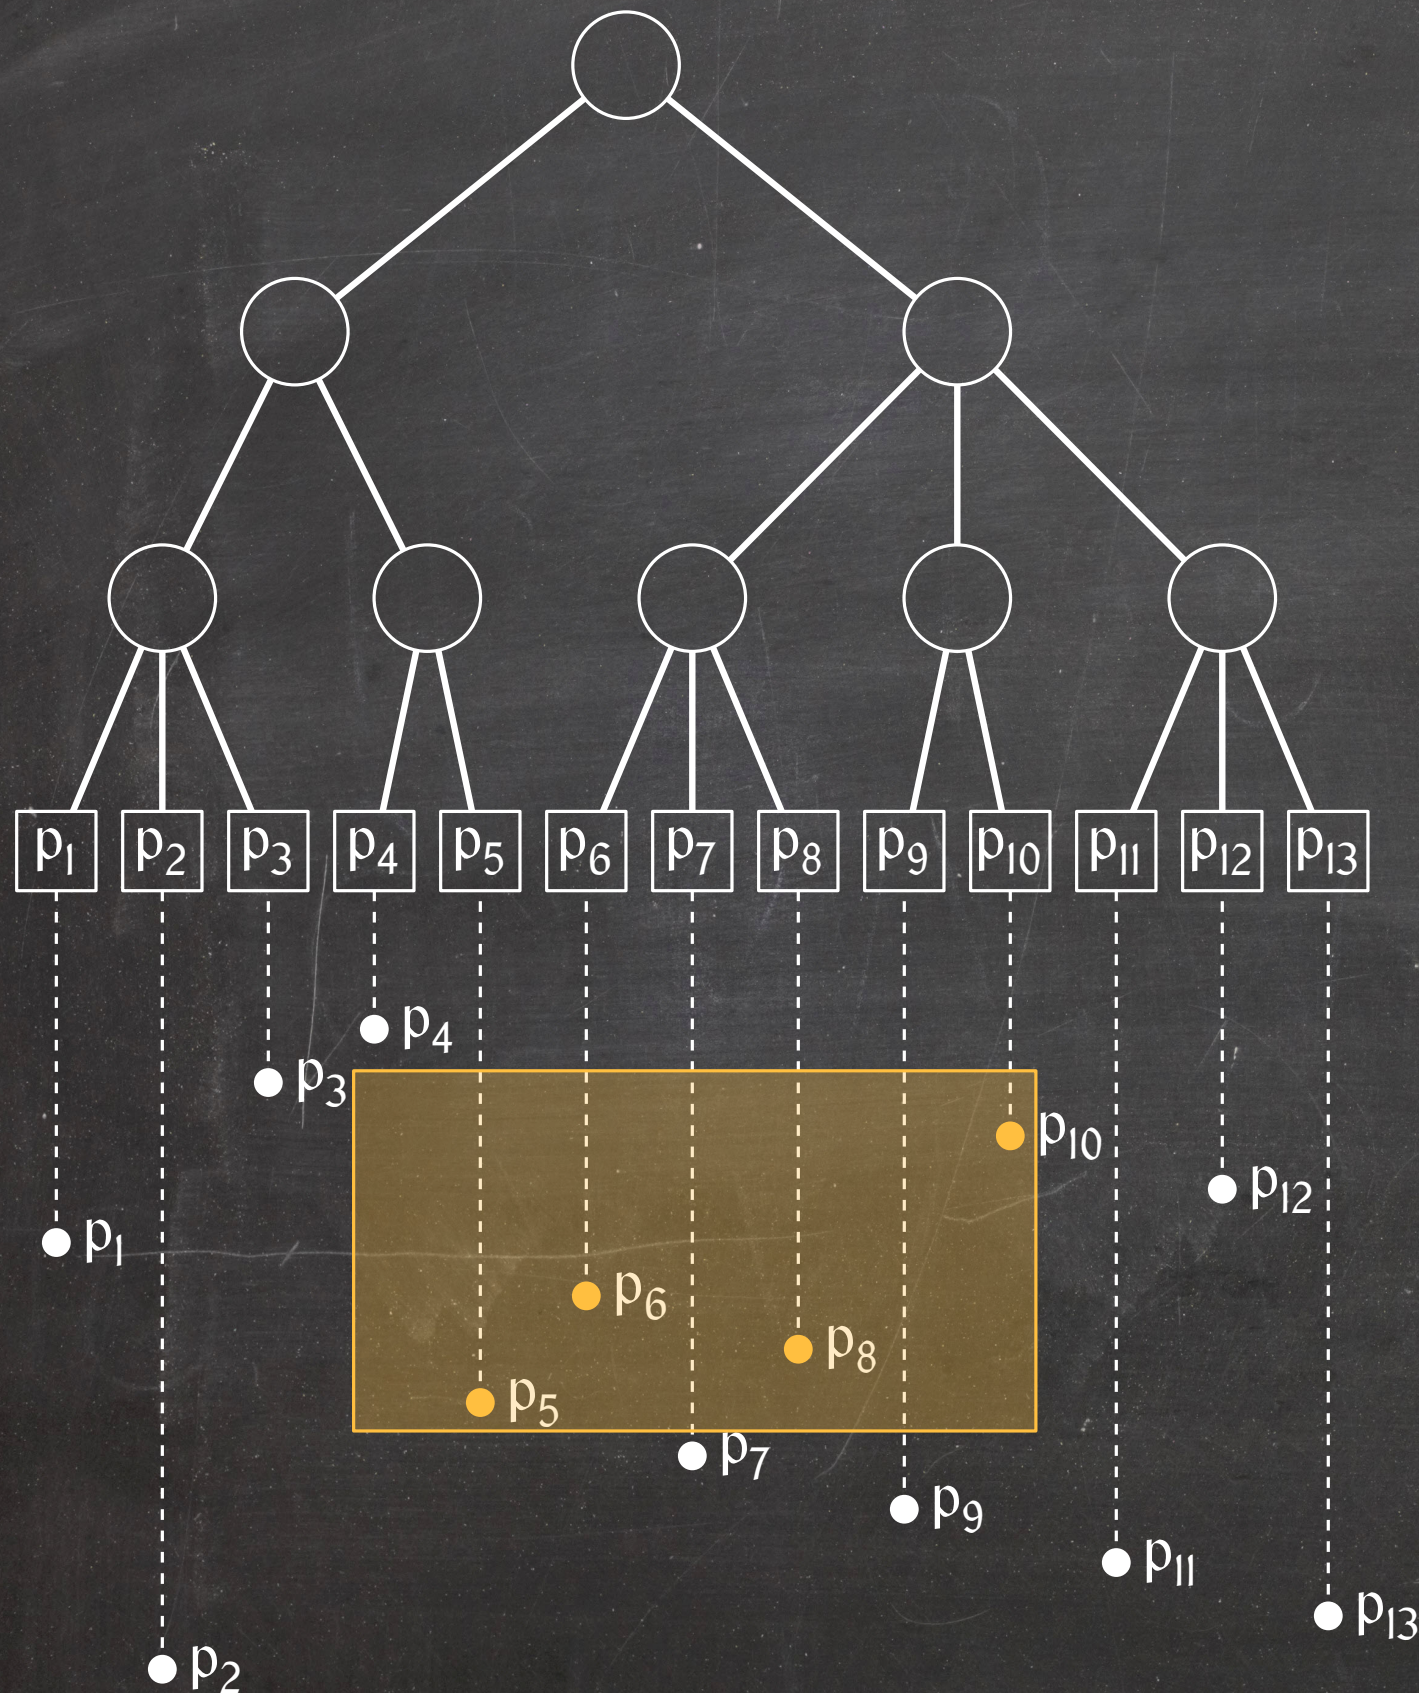 p₁ p₂ p₃ p₄ p₅ p₆ p₇ p₈ p₉ p₁₀ p₁₁ p₁₂ p₁₃
p₄
p₃
p₁₀
p₁₂
p₁
p₆
p₈
p₅
p₇
p₉
p₁₁
p₁₃
p₂